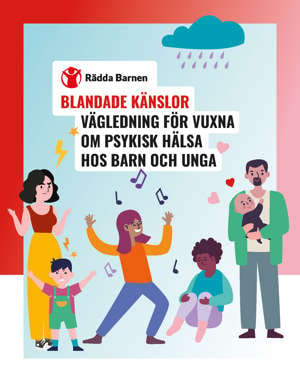 Rädda Barnen
BLANDADE KÄNSLOR
VÄGLEDNING FÖR VUXNA
OM PSYKISK HÄLSA
HOS BARN OCH UNGA